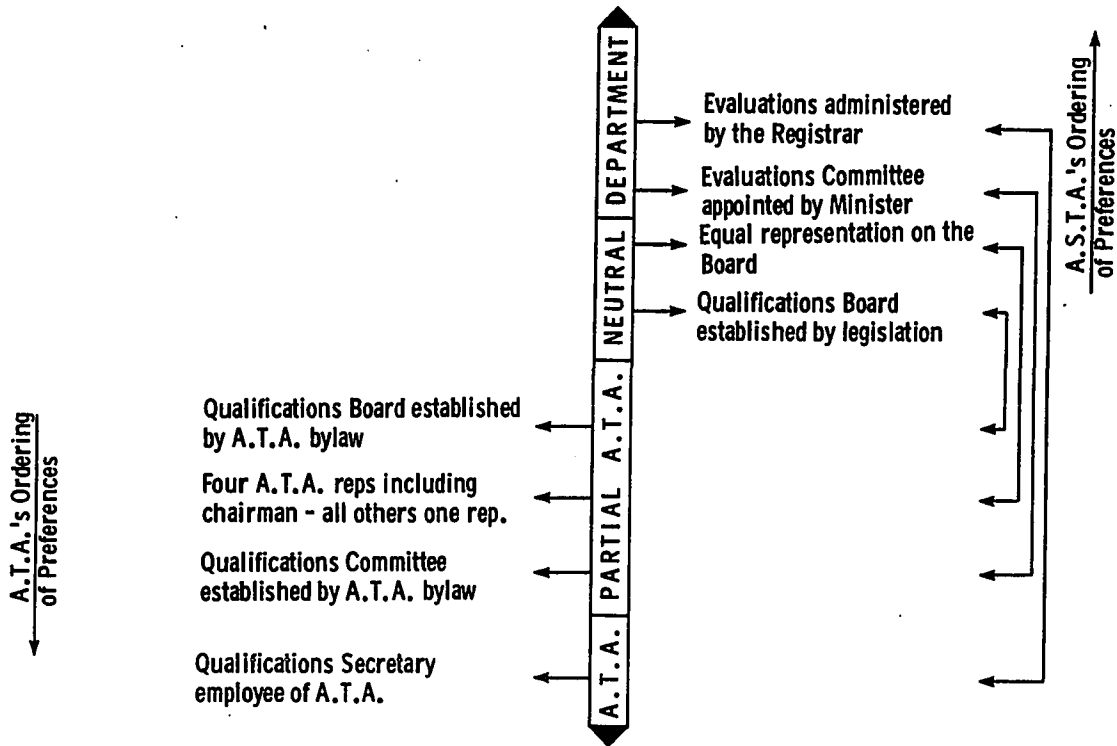 DEPARTMENT
NEUTRAL
PARTIAL A.T.A.
A.T.A.
Evaluations administered
by the Registrar
Evaluations Committee
appointed by Minister
Equal representation on the
Board
Qualifications Board
established by legislation
A.S.T.A.'s Ordering
of Preferences
Qualifications Board established
by A.T.A. bylaw
Four A.T.A. reps including
chairman - all others one rep.
Qualifications Committee
established by A.T.A. bylaw
Qualifications Secretary
employee of A.T.A.
A.T.A.'s Ordering
of Preferences